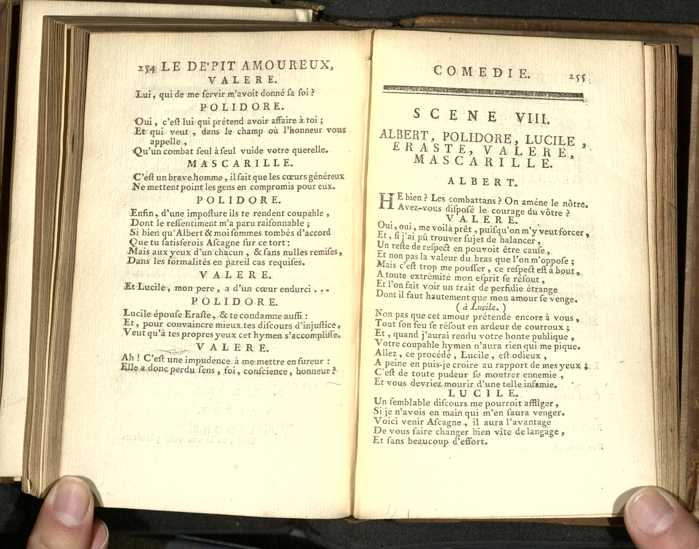 254 LE DE'PIT AMOUREUX,
VALERE.
Lui, qui de me servir m'avoit donné sa foi ?
POLIDORE.
Oui, c'est lui qui prétend avoir affaire à toi ;
Et qui veut, dans le champ où l'honneur vous
appelle,
Qu'un combat seul à seul vuide votre querelle.
MASCARILLE.
C'est un brave homme, il sait que les cœurs généreux
Ne mettent point les gens en compromis pour eux.
POLIDORE.
Enfin, d'une imposture ils te rendent coupable,
Dont le ressentiment m'a paru raisonnable ;
Si bien qu'Albert & moi sommes tombés d'accord
Que tu satisferois Ascagne sur ce tort :
Mais aux yeux d'un chacun, & sans nulles remises,
Dans les formalités en pareil cas requises.
VALERE.
Et Lucile, mon pere, a d'un cœur endurci ...
POLIDORE.
Lucile épouse Eraste, & te condamne aussi :
Et, pour convaincre mieux tes discours d'injustice,
Veut qu'à tes propres yeux cet hymen s'accomplisse.
VALERE.
Ah ! C'est une impudence à me mettre en fureur :
Elle a donc perdu sens, foi, conscience, honneur ?
COMEDIE. 255
SCENE VIII.
ALBERT, POLIDORE, LUCILE,
ERASTE, VALERE,
MASCARILLE.
ALBERT.
HE bien ? Les combattans ? On améne le nôtre.
Avez-vous disposé le courage du vôtre ?
VALERE.
Oui, oui, me voilà prêt, puisqu'on m'y veut forcer,
Et, si j'ai pû trouver sujet de balancer,
Un reste de respect en pouvoit être cause,
Et non pas la valeur du bras que l'on m'oppose ;
Mais c'est trop me pousser, ce respect est à bout,
A toute extrémité mon esprit se résout,
Et l'on fait voir un trait de perfidie étrange
Dont il faut hautement que mon amour se venge.
( à Lucile. )
Non pas que cet amour prétende encore à vous,
Tout son feu se résout en ardeur de courroux ;
Et, quand j'aurai rendu votre honte publique,
Votre coupable hymen n'aura rien qui me pique.
Allez, ce procédé, Lucile, est odieux,
A peine en puis-je croire au rapport de mes yeux ;
C'est de toute pudeur se montrer ennemie,
Et vous devriez mourir d'une telle infamie.
LUCILE.
Un semblable discours me pourroit affliger,
Si je n'avois en main qui m'en saura venger.
Voici venir Ascagne, il aura l'avantage
De vous faire changer bien vîte de langage,
Et sans beaucoup d'effort.